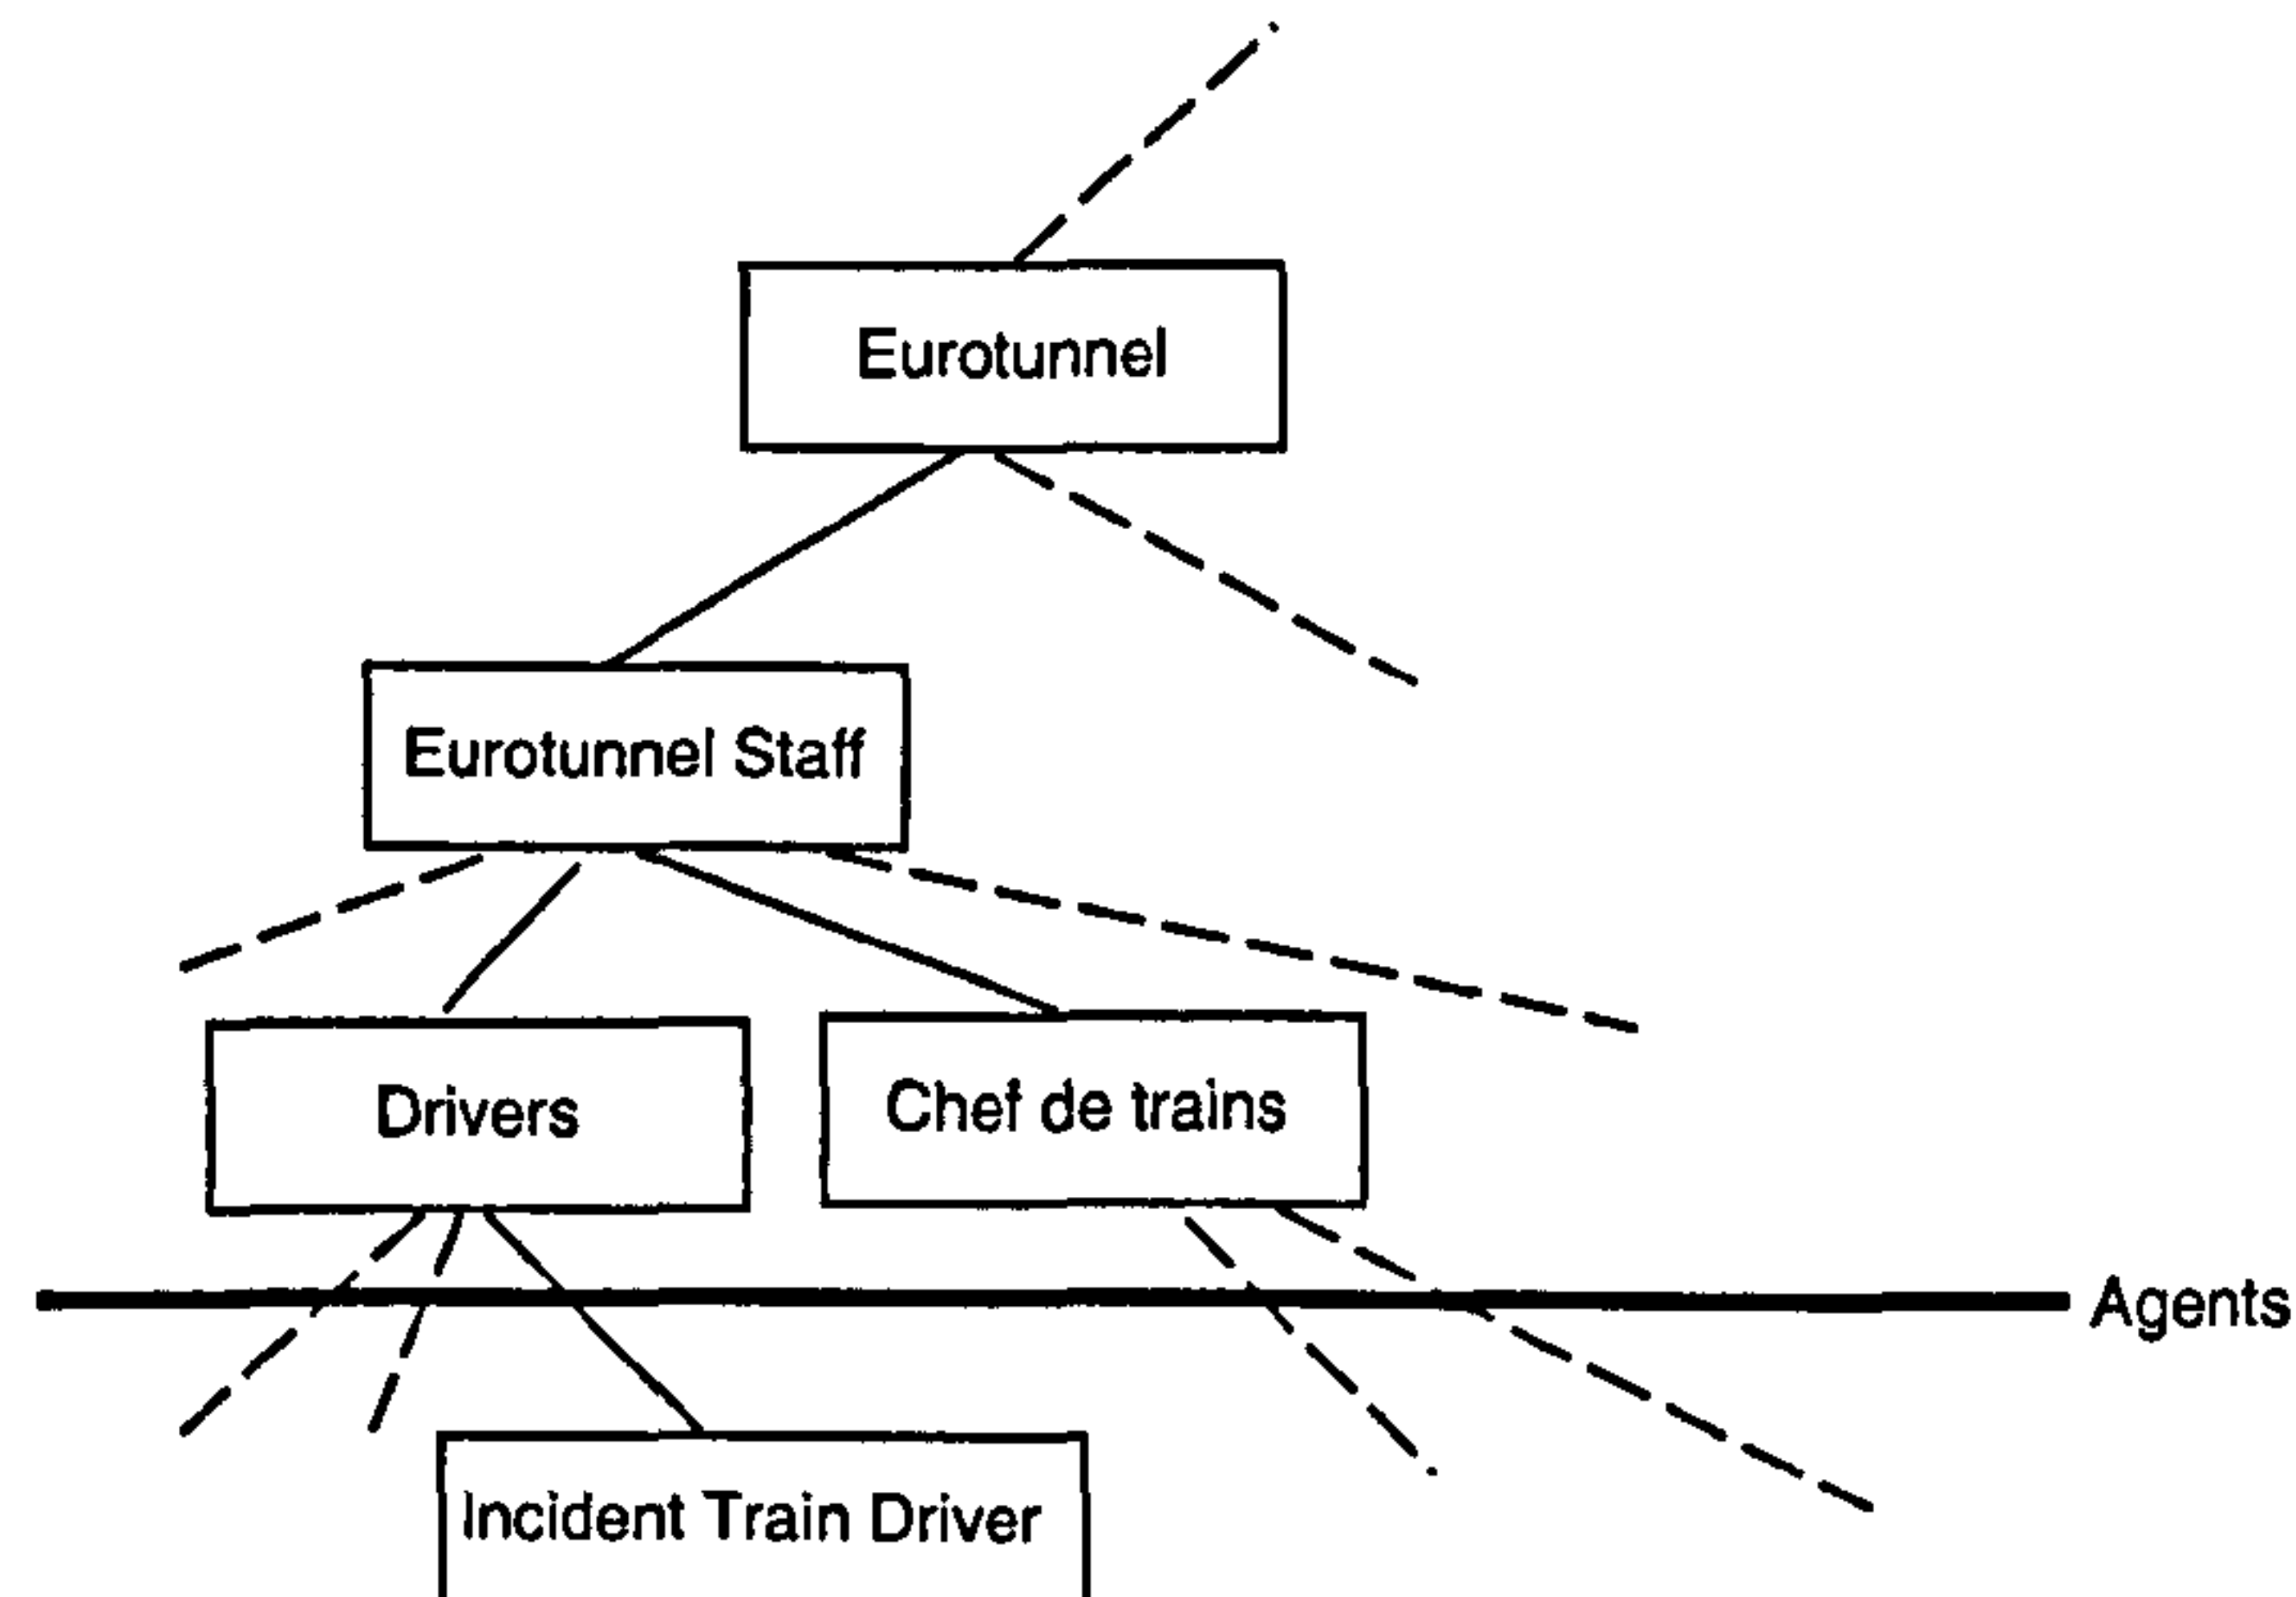 Eurotunnel
Eurotunnel Staff
Drivers
Chef de trains
Agents
Incident Train Driver